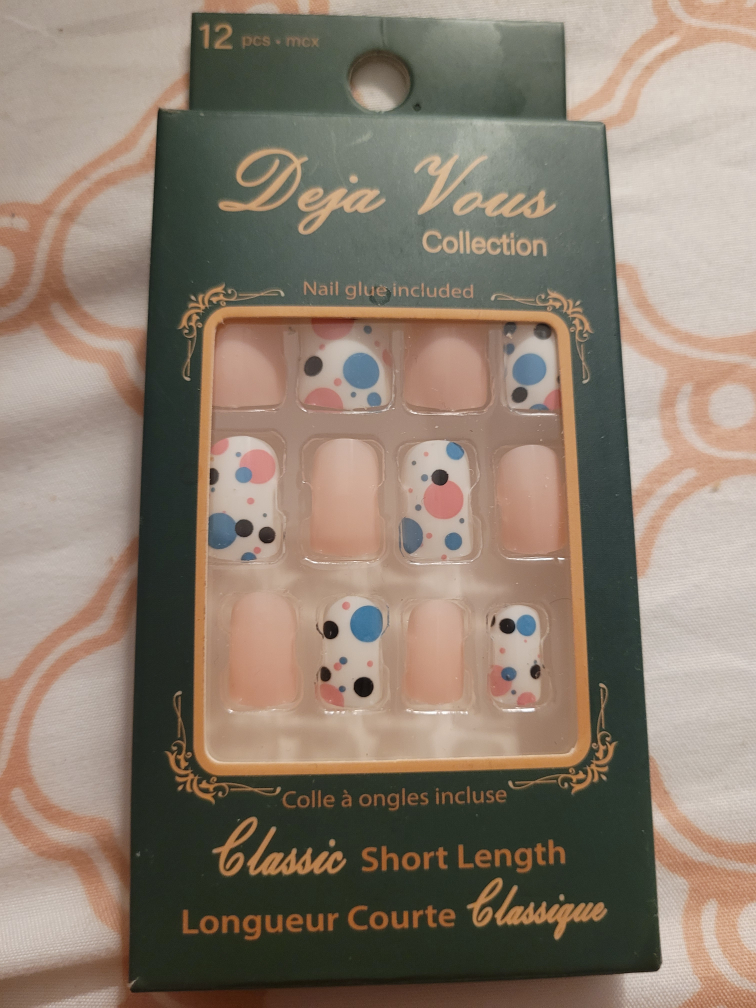 12 pcs • mcx
Deja Vous
Collection
Nail glue included
Colle à ongles incluse
Classic Short Length
Longueur Courte Classique